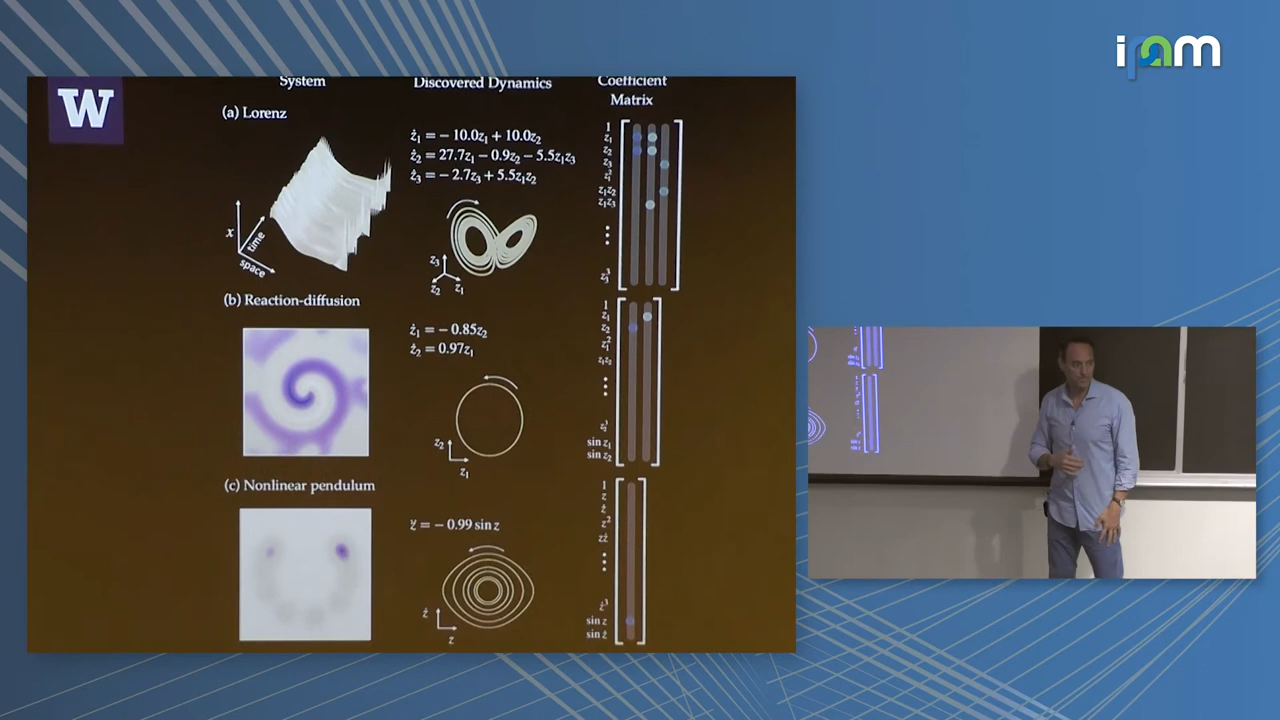 ipam
W
System
Discovered Dynamics
Coefficient
Matrix
(a) Lorenz
ż₁ = − 10.0z₁ + 10.0z₂
ż₂ = 27.7z₁ − 0.9z₂ − 5.5z₁z₃
ż₃ = − 2.7z₃ + 5.5z₁z₂
x
time
space
z₃
z₂
z₁
1
z₁
z₂
z₃
z₁²
z₁z₂
z₁z₃
⋮
z₃³
(b) Reaction-diffusion
ż₁ = − 0.85z₂
ż₂ = 0.97z₁
z₂
z₁
1
z₁
z₂
z₁²
z₁z₂
⋮
z₂³
sin z₁
sin z₂
(c) Nonlinear pendulum
z̈ = − 0.99 sin z
ż
z
1
z
ż
z²
zż
⋮
ż³
sin z
sin ż